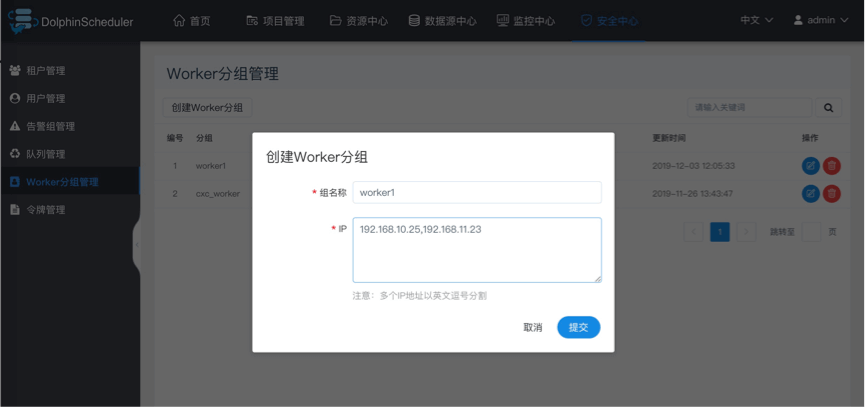 DolphinScheduler 首页 项目管理 资源中心 数据源中心 监控中心 安全中心 中文 admin
租户管理
用户管理
告警组管理
队列管理
Worker分组管理
令牌管理
Worker分组管理
创建Worker分组 请输入关键词
编号 分组 更新时间 操作
1 worker1 2019-12-03 12:05:33
2 cxc_worker 2019-11-26 13:43:47
1 跳转至 页
创建Worker分组
* 组名称 worker1
* IP 192.168.10.25,192.168.11.23
注意：多个IP地址以英文逗号分割
取消 提交